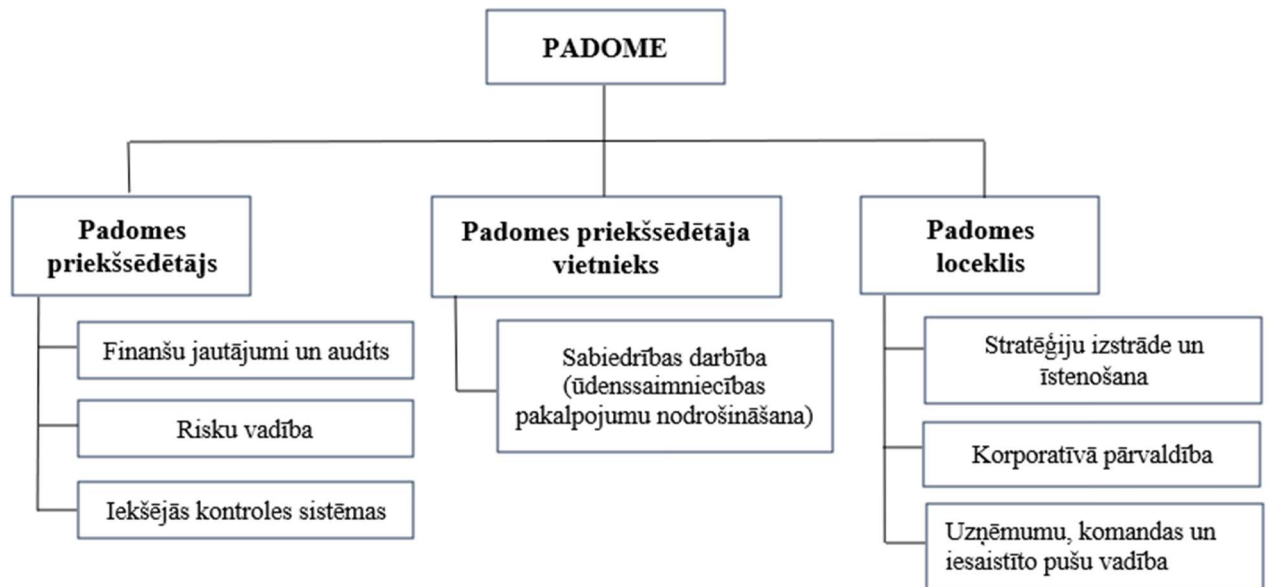 PADOME
Padomes
priekšsēdētājs
Finanšu jautājumi un audits
Risku vadība
Iekšējās kontroles sistēmas
Padomes priekšsēdētāja
vietnieks
Sabiedrības darbība
(ūdenssaimniecības
pakalpojumu nodrošināšana)
Padomes
loceklis
Stratēģiju izstrāde un
īstenošana
Korporatīvā pārvaldība
Uzņēmumu, komandas un
iesaistīto pušu vadība